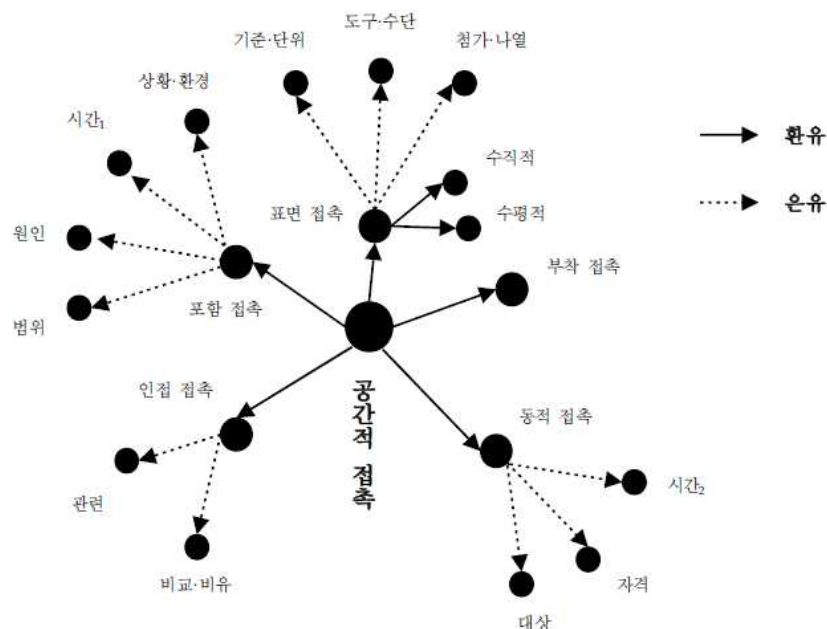 도구·수단
기준·단위
첨가·나열
상황·환경
시간₁
수직적
표면 접촉
수평적
원인
부착 접촉
포함 접촉
범위
인접 접촉
공간적 접촉
동적 접촉
시간₂
관련
비교·비유
자격
대상
환유
은유